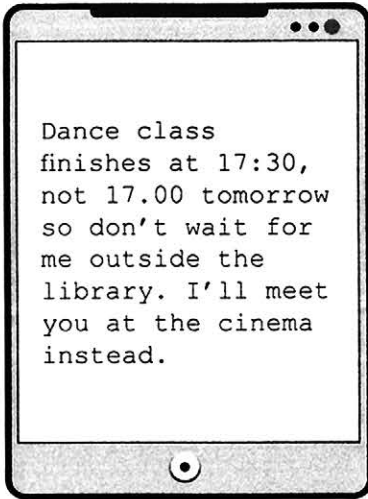 Dance class
finishes at 17:30,
not 17.00 tomorrow
so don't wait for
me outside the
library. I'll meet
you at the cinema
instead.